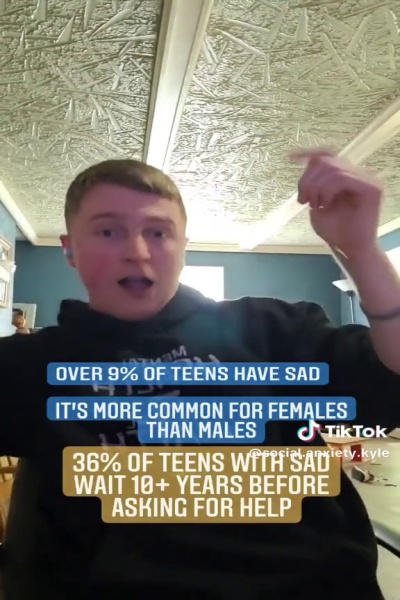 MENTAL
OVER 9% OF TEENS HAVE SAD
IT'S MORE COMMON FOR FEMALES
THAN MALES
TikTok
@social.anxiety.kyle
36% OF TEENS WITH SAD
WAIT 10+ YEARS BEFORE
ASKING FOR HELP